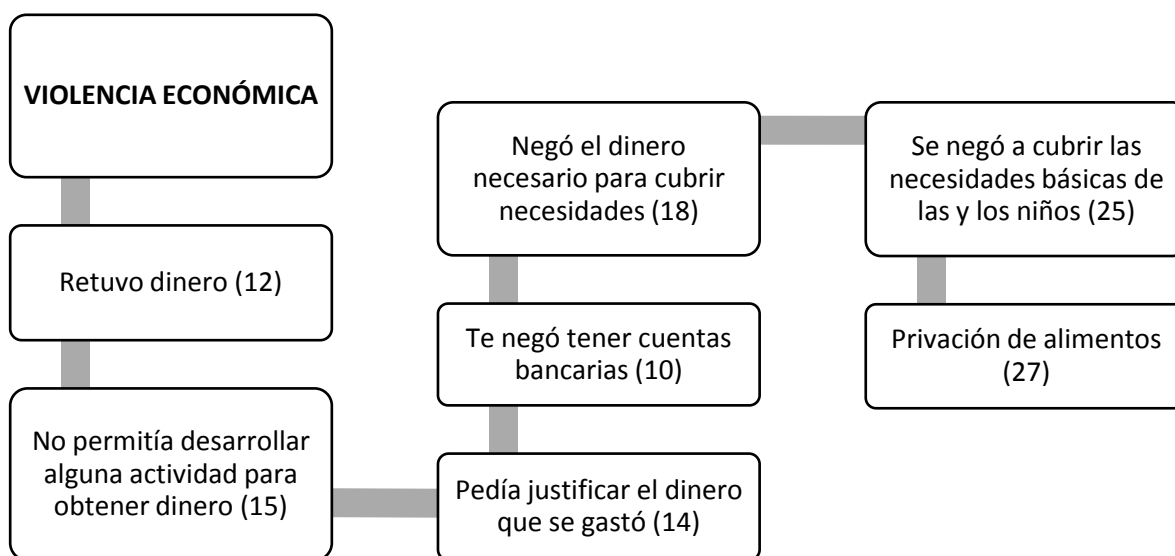 VIOLENCIA ECONÓMICA
Retuvo dinero (12)
No permitía desarrollar
alguna actividad para
obtener dinero (15)
Pedía justificar el dinero
que se gastó (14)
Te negó tener cuentas
bancarias (10)
Negó el dinero
necesario para cubrir
necesidades (18)
Se negó a cubrir las
necesidades básicas de
las y los niños (25)
Privación de alimentos
(27)